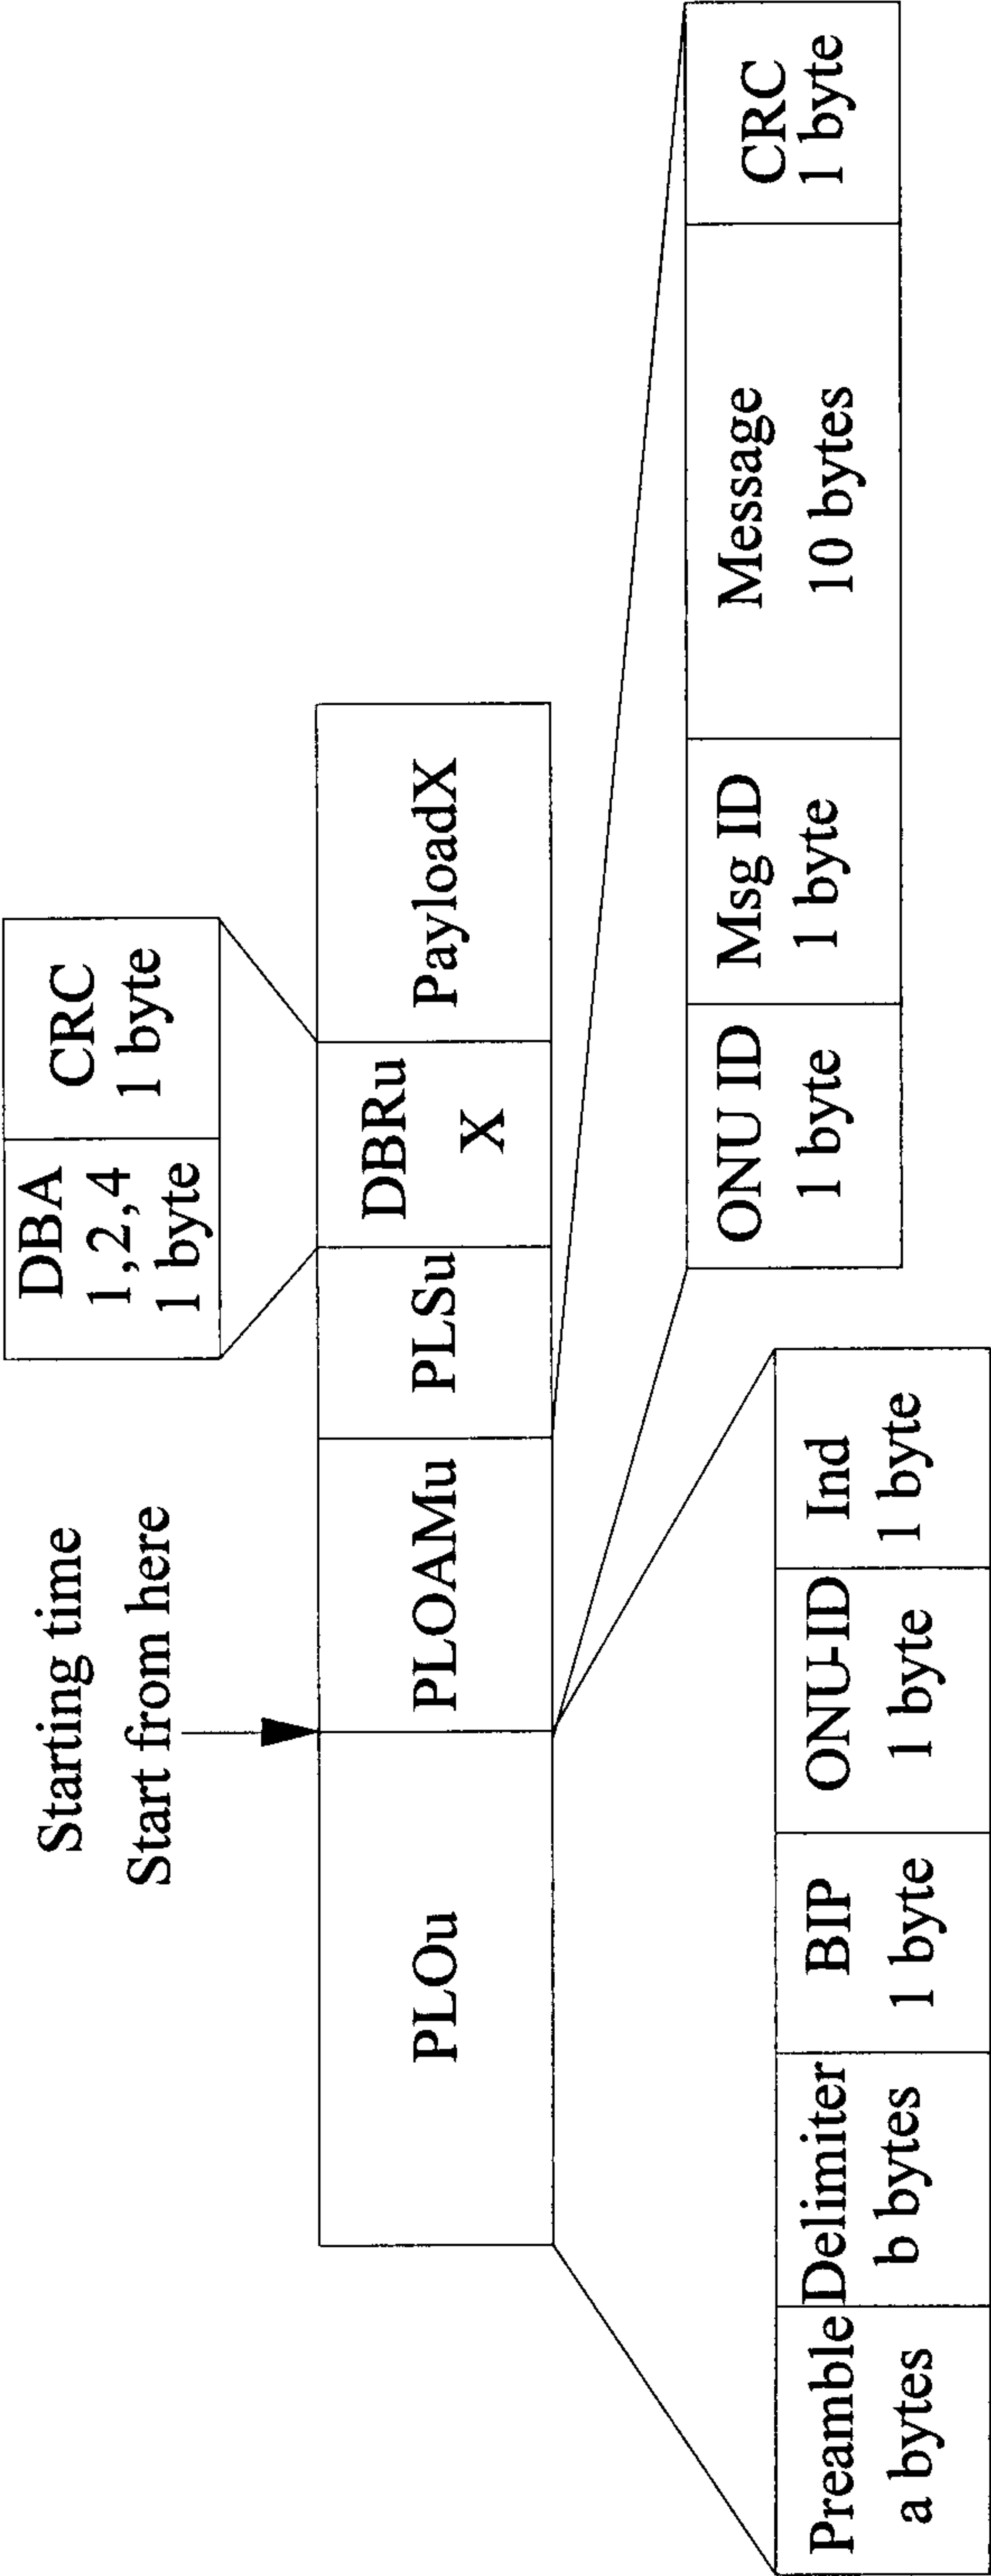 DBA
1,2,4
1 byte
CRC
1 byte
Starting time
Start from here
PLOu
PLOAMu
PLSu
DBRu
X
PayloadX
ONU ID
1 byte
Msg ID
1 byte
Message
10 bytes
CRC
1 byte
Preamble
a bytes
Delimiter
b bytes
BIP
1 byte
ONU-ID
1 byte
Ind
1 byte